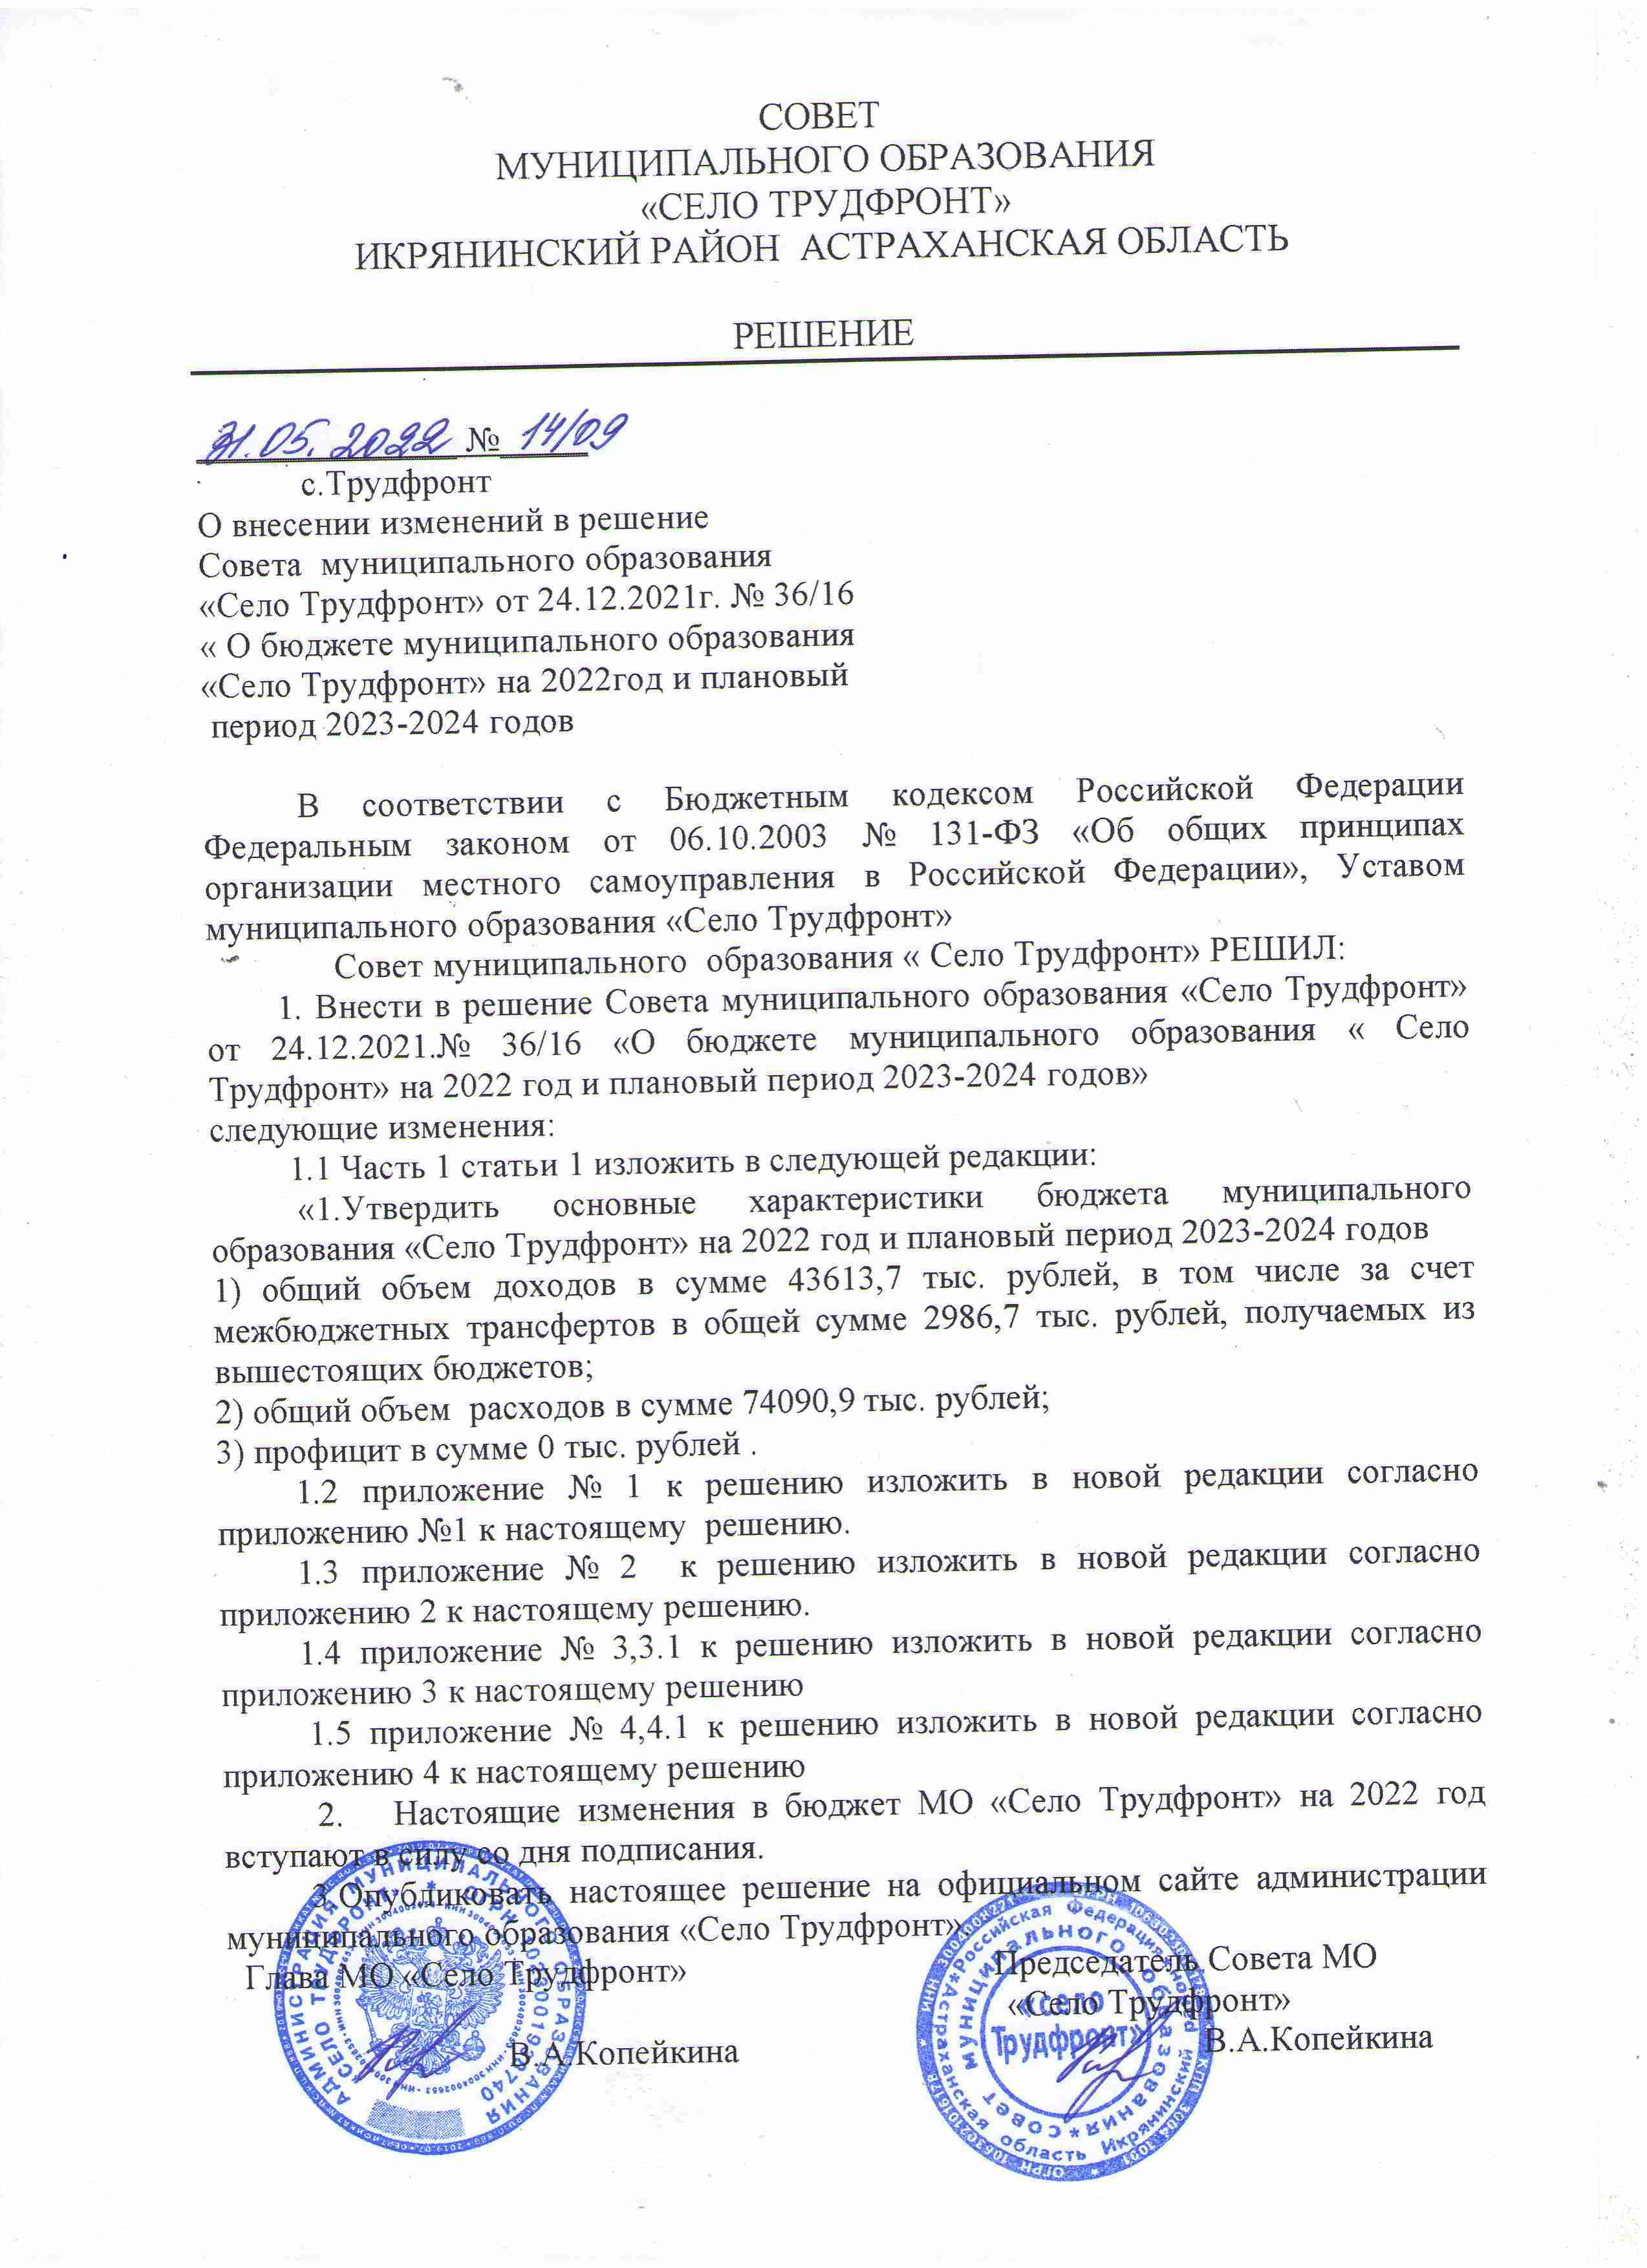 СОВЕТ
МУНИЦИПАЛЬНОГО ОБРАЗОВАНИЯ
«СЕЛО ТРУДФРОНТ»
ИКРЯНИНСКИЙ РАЙОН  АСТРАХАНСКАЯ ОБЛАСТЬ
РЕШЕНИЕ
31.05.2022 № 14/09
с.Трудфронт
О внесении изменений в решение
Совета  муниципального образования
«Село Трудфронт» от 24.12.2021г. № 36/16
« О бюджете муниципального образования
«Село Трудфронт» на 2022год и плановый
период 2023-2024 годов
В соответствии с Бюджетным кодексом Российской Федерации
Федеральным законом от 06.10.2003 № 131-ФЗ «Об общих принципах
организации местного самоуправления в Российской Федерации», Уставом
муниципального образования «Село Трудфронт»
Совет муниципального  образования « Село Трудфронт» РЕШИЛ:
1. Внести в решение Совета муниципального образования «Село Трудфронт»
от 24.12.2021.№ 36/16 «О бюджете муниципального образования « Село
Трудфронт» на 2022 год и плановый период 2023-2024 годов»
следующие изменения:
1.1 Часть 1 статьи 1 изложить в следующей редакции:
«1.Утвердить основные характеристики бюджета муниципального
образования «Село Трудфронт» на 2022 год и плановый период 2023-2024 годов
1) общий объем доходов в сумме 43613,7 тыс. рублей, в том числе за счет
межбюджетных трансфертов в общей сумме 2986,7 тыс. рублей, получаемых из
вышестоящих бюджетов;
2) общий объем  расходов в сумме 74090,9 тыс. рублей;
3) профицит в сумме 0 тыс. рублей .
1.2 приложение № 1 к решению изложить в новой редакции согласно
приложению №1 к настоящему  решению.
1.3 приложение № 2  к решению изложить в новой редакции согласно
приложению 2 к настоящему решению.
1.4 приложение № 3,3.1 к решению изложить в новой редакции согласно
приложению 3 к настоящему решению
1.5 приложение № 4,4.1 к решению изложить в новой редакции согласно
приложению 4 к настоящему решению
2. Настоящие изменения в бюджет МО «Село Трудфронт» на 2022 год
вступают в силу со дня подписания.
3.Опубликовать настоящее решение на официальном сайте администрации
муниципального образования «Село Трудфронт».
Глава МО «Село Трудфронт» Председатель Совета МО
«Село Трудфронт»
В.А.Копейкина В.А.Копейкина
АДМИНИСТРАЦИЯ МУНИЦИПАЛЬНОГО ОБРАЗОВАНИЯ
«СЕЛО ТРУДФРОНТ» * ОГРН
ИНН 3004002653
Российская Федерация
Астраханская область Икрянинский
совет муниципального образования
«село
Трудфронт»